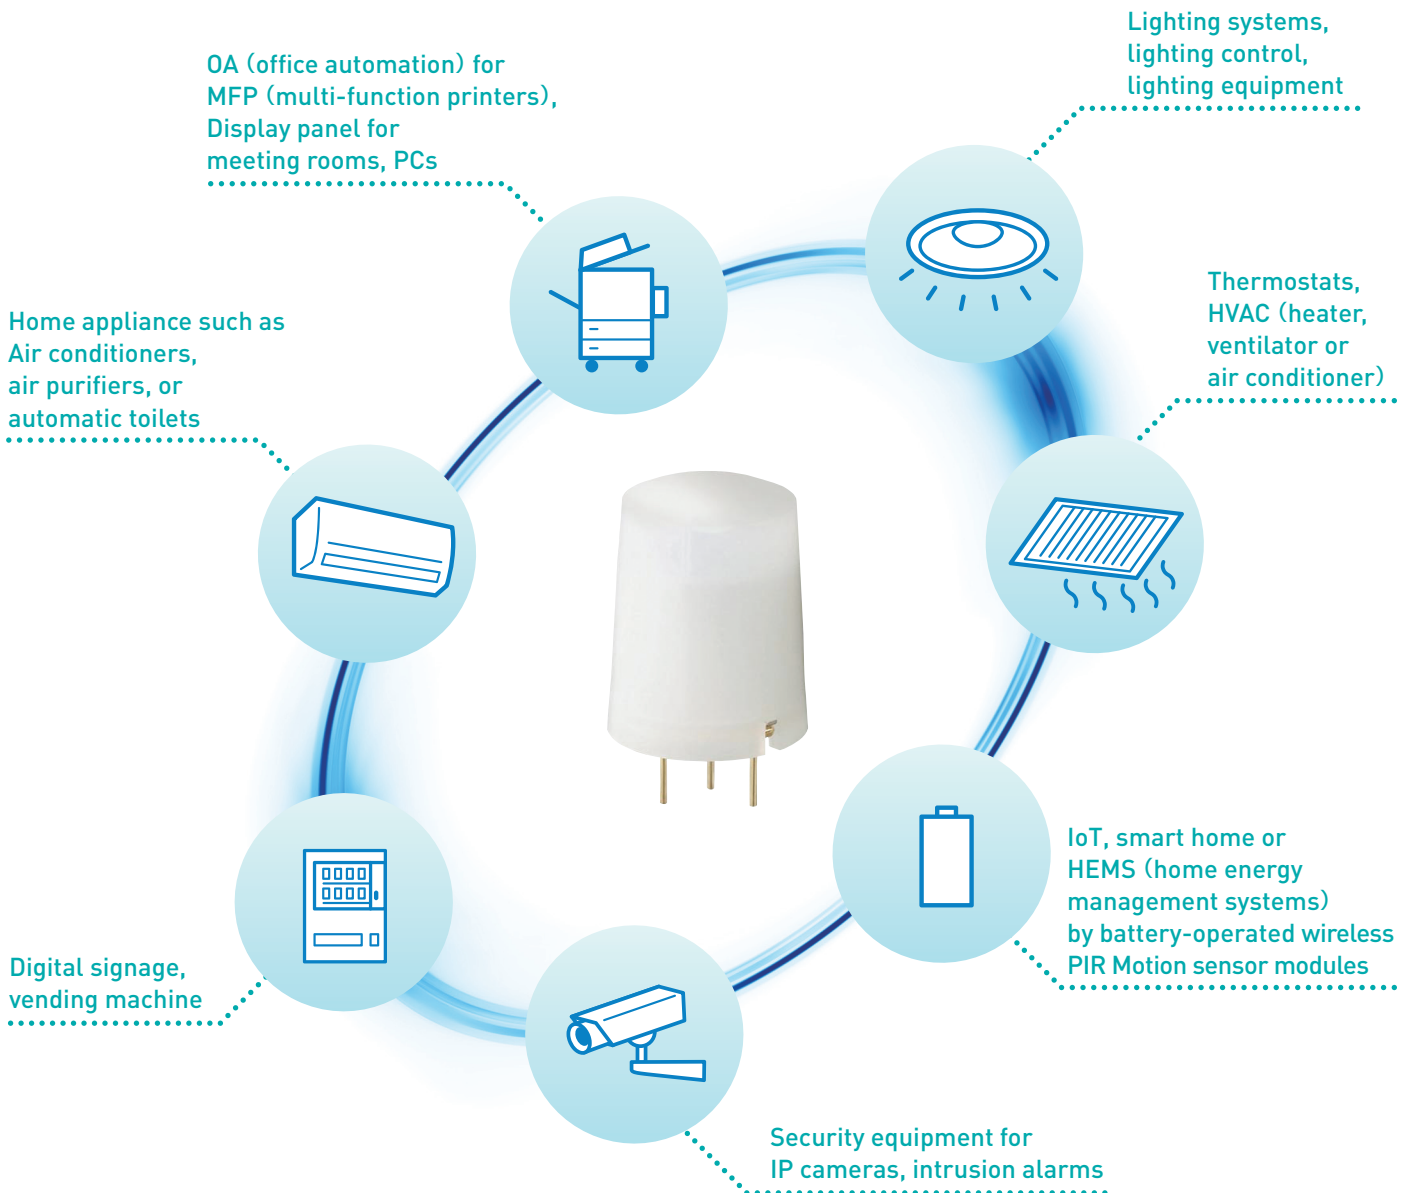 Lighting systems,
lighting control,
lighting equipment
OA (office automation) for
MFP (multi-function printers),
Display panel for
meeting rooms, PCs
Thermostats,
HVAC (heater,
ventilator or
air conditioner)
Home appliance such as
Air conditioners,
air purifiers, or
automatic toilets
IoT, smart home or
HEMS (home energy
management systems)
by battery-operated wireless
PIR Motion sensor modules
Digital signage,
vending machine
Security equipment for
IP cameras, intrusion alarms